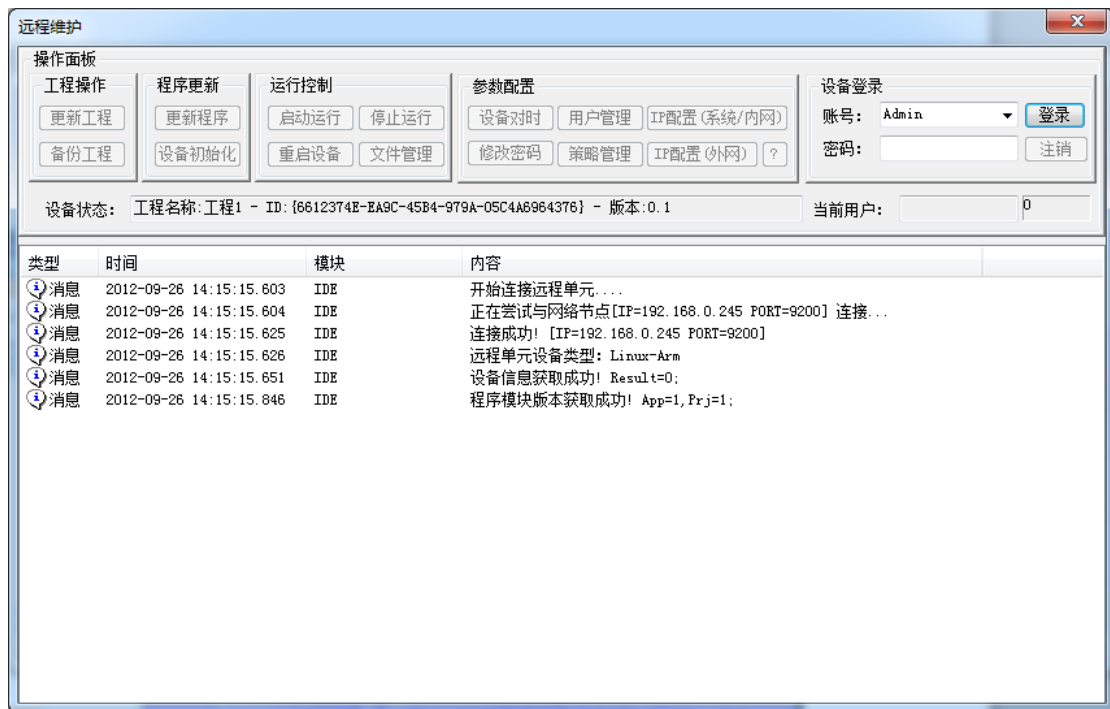 远程维护
操作面板
工程操作 程序更新 运行控制 参数配置 设备登录
更新工程 更新程序 启动运行 停止运行 设备对时 用户管理 IP配置(系统/内网) 账号: Admin 登录
备份工程 设备初始化 重启设备 文件管理 修改密码 策略管理 IP配置(外网) ? 密码: 注销
设备状态: 工程名称:工程1 - ID:{6612374E-EA9C-45B4-979A-05C4A6964376} - 版本:0.1 当前用户: 0
类型 时间 模块 内容
消息 2012-09-26 14:15:15.603 IDE 开始连接远程单元....
消息 2012-09-26 14:15:15.604 IDE 正在尝试与网络节点[IP=192.168.0.245 PORT=9200] 连接...
消息 2012-09-26 14:15:15.625 IDE 连接成功! [IP=192.168.0.245 PORT=9200]
消息 2012-09-26 14:15:15.626 IDE 远程单元设备类型: Linux-Arm
消息 2012-09-26 14:15:15.651 IDE 设备信息获取成功! Result=0;
消息 2012-09-26 14:15:15.846 IDE 程序模块版本获取成功! App=1,Prj=1;